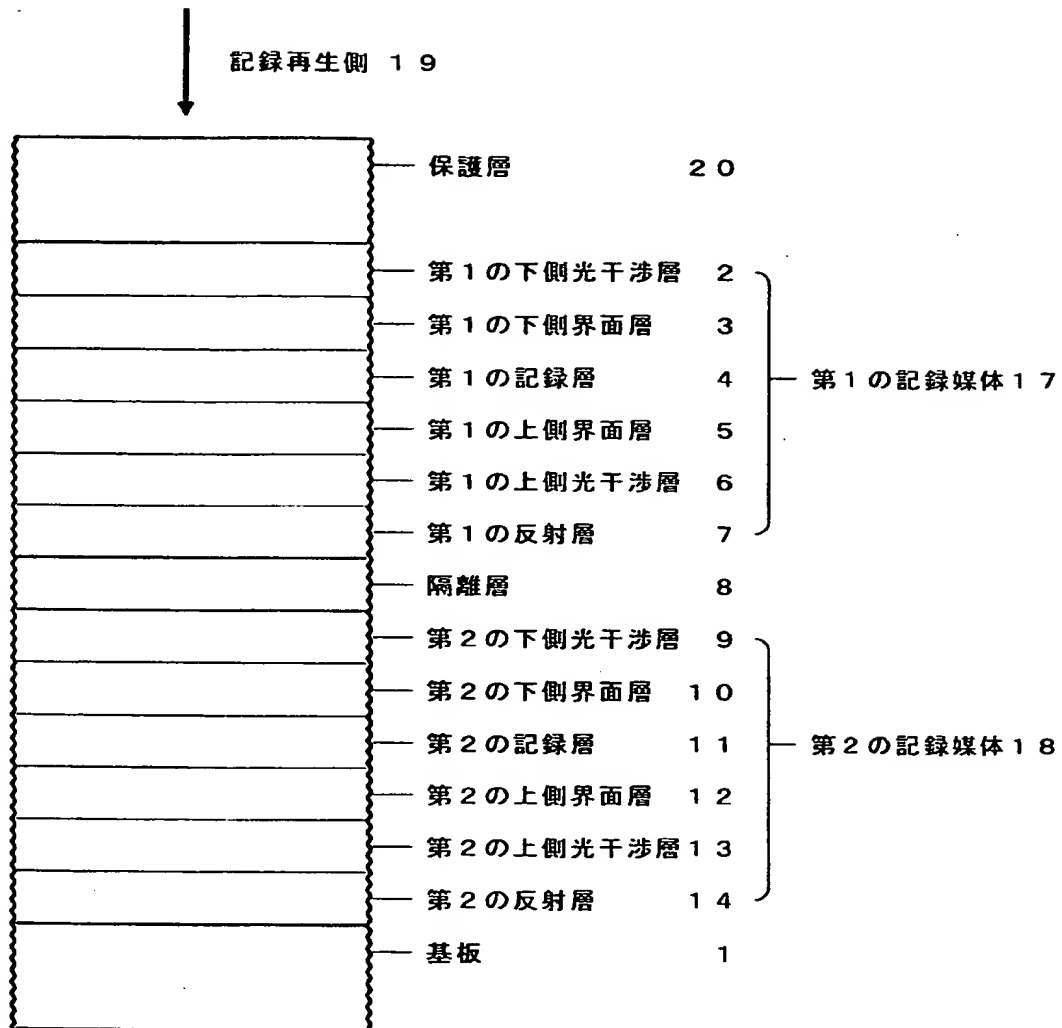 記録再生側 19
保護層 20
第1の下側光干渉層 2
第1の下側界面層 3
第1の記録層 4
第1の記録媒体17
第1の上側界面層 5
第1の上側光干渉層 6
第1の反射層 7
隔離層 8
第2の下側光干渉層 9
第2の下側界面層 10
第2の記録層 11
第2の記録媒体18
第2の上側界面層 12
第2の上側光干渉層13
第2の反射層 14
基板 1